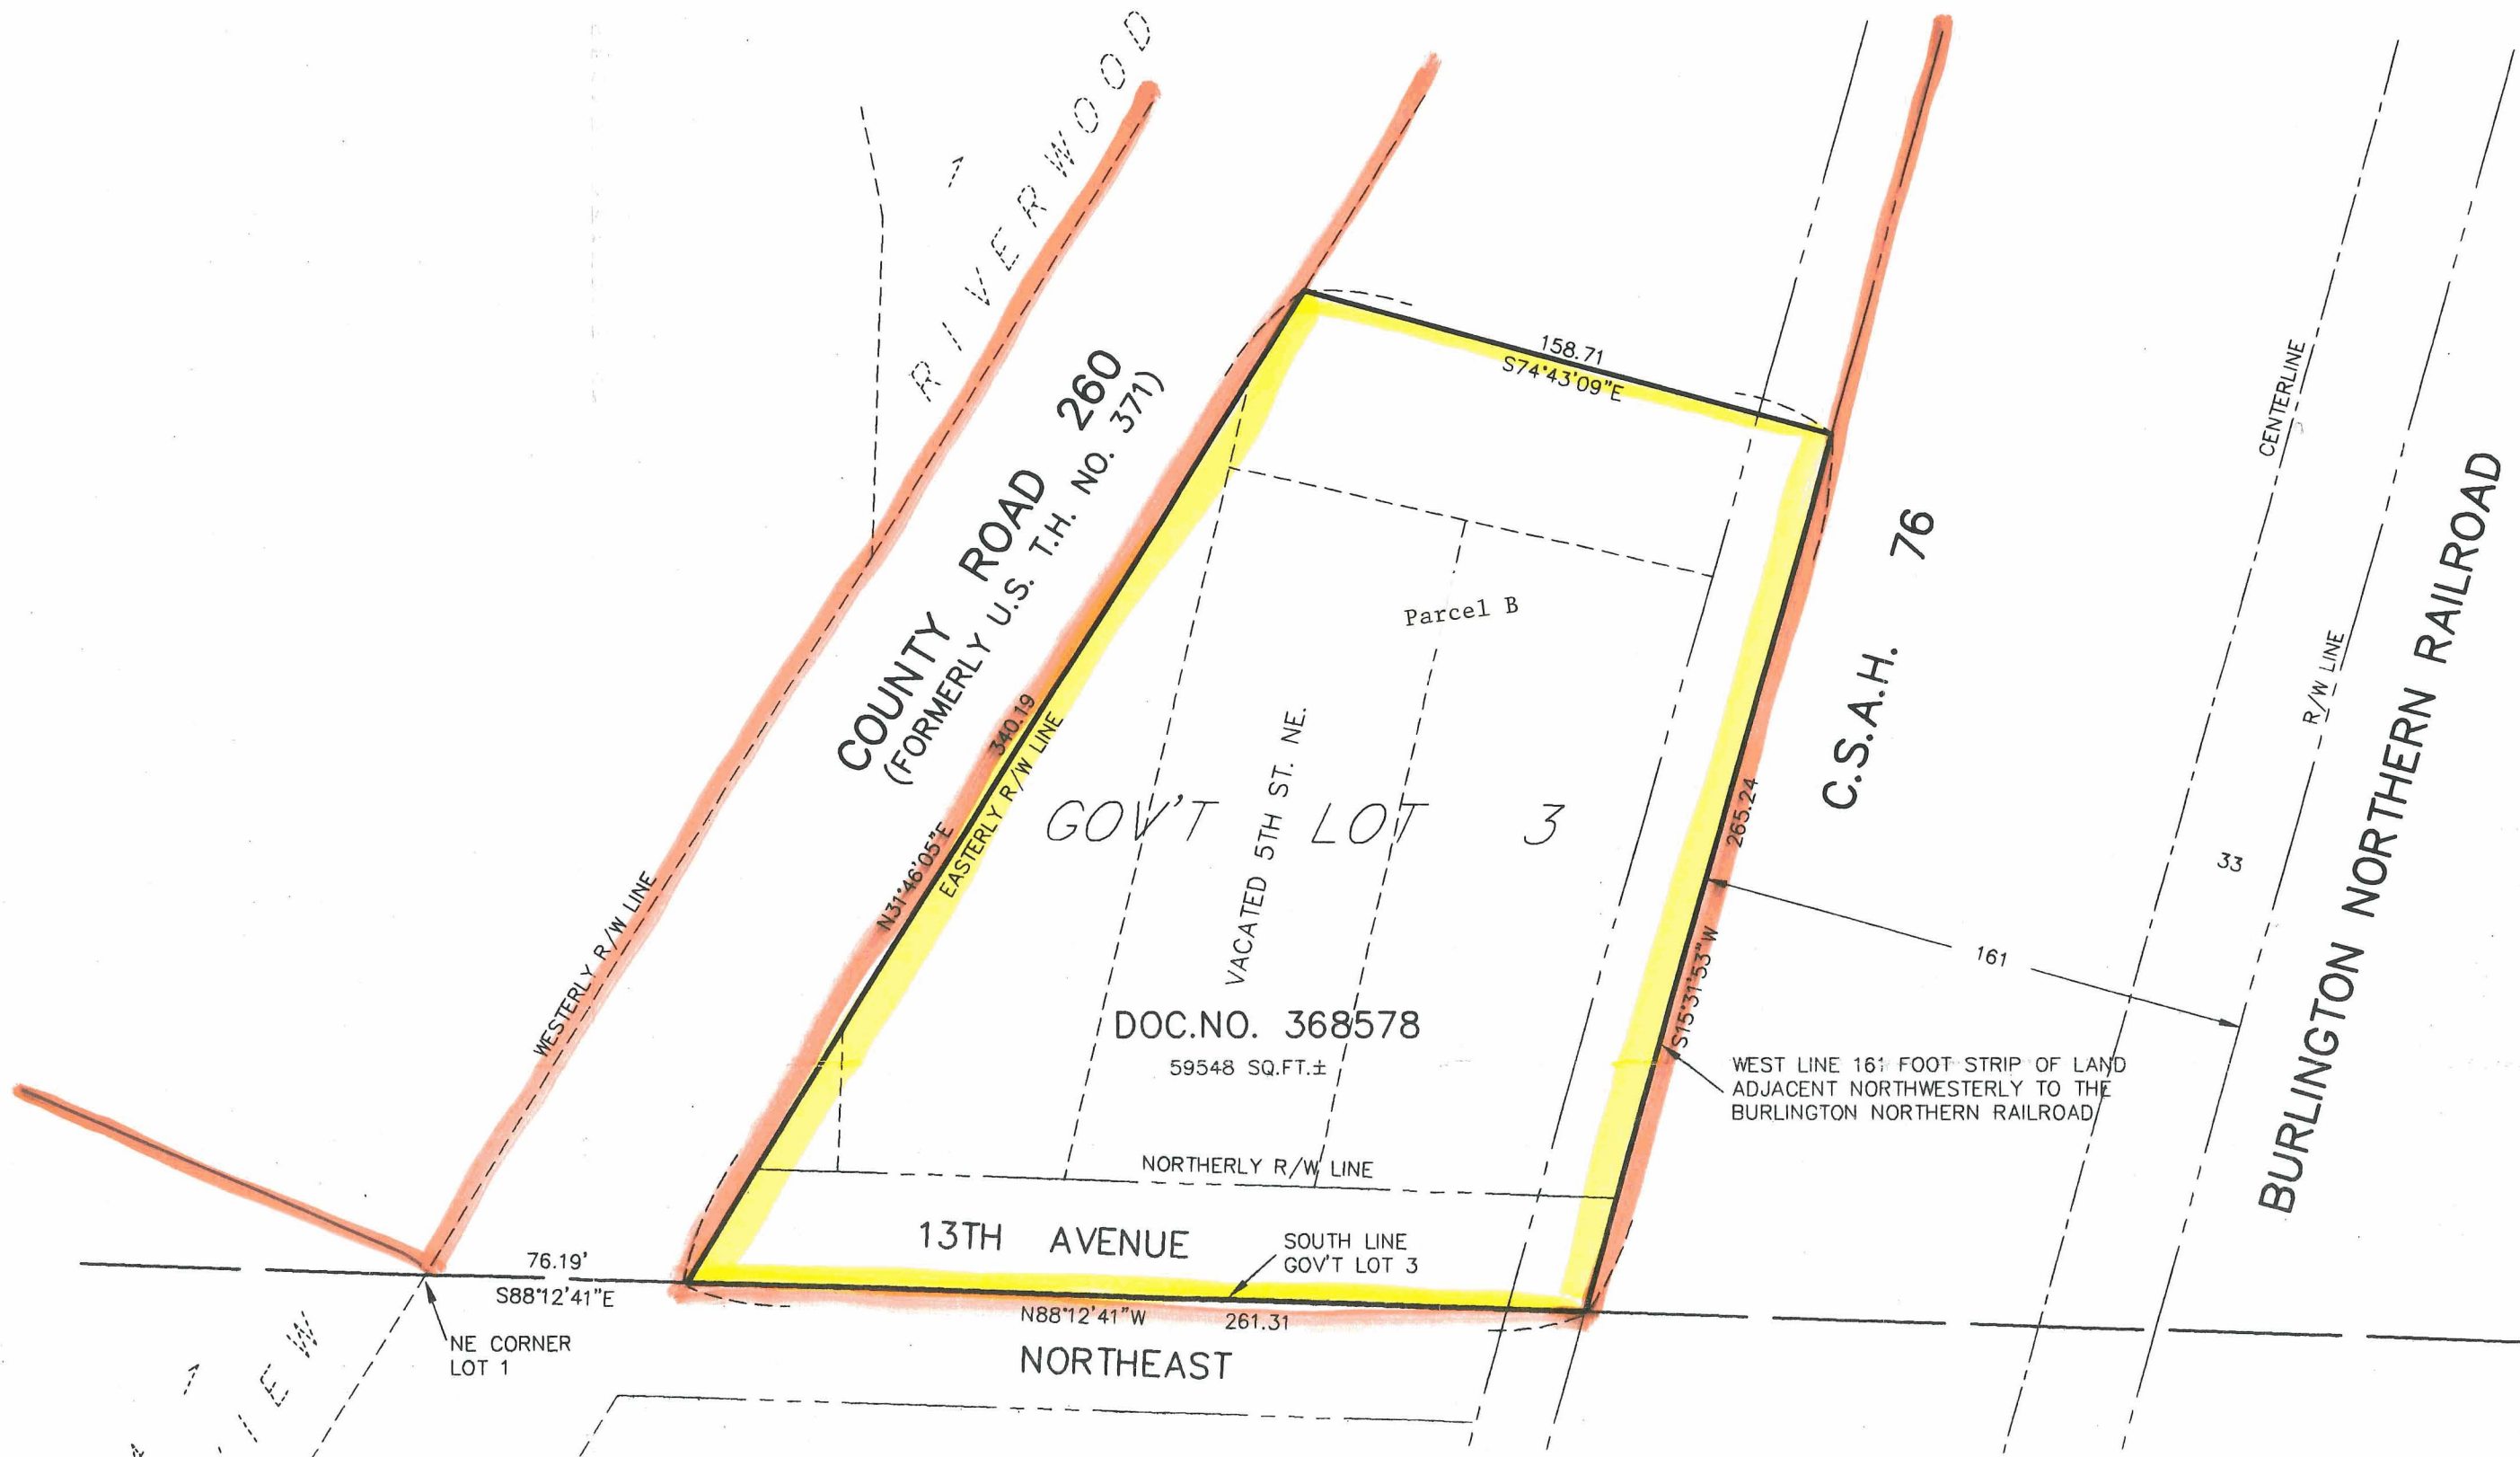 RIVERWOOD
COUNTY ROAD 260
(FORMERLY U.S. T.H. NO. 371)
158.71
S74°43'09"E
CENTERLINE
C.S.A.H. 76
BURLINGTON NORTHERN RAILROAD
R/W LINE
33
Parcel B
340.19
N31°46'05"E
EASTERLY R/W LINE
WESTERLY R/W LINE
GOV'T LOT 3
VACATED 5TH ST. NE.
265.24
S15°31'53"W
161
DOC.NO. 368578
59548 SQ.FT.±
WEST LINE 161 FOOT STRIP OF LAND
ADJACENT NORTHWESTERLY TO THE
BURLINGTON NORTHERN RAILROAD
NORTHERLY R/W LINE
13TH AVENUE
SOUTH LINE
GOV'T LOT 3
76.19'
S88°12'41"E
N88°12'41"W
261.31
NE CORNER
LOT 1
NORTHEAST